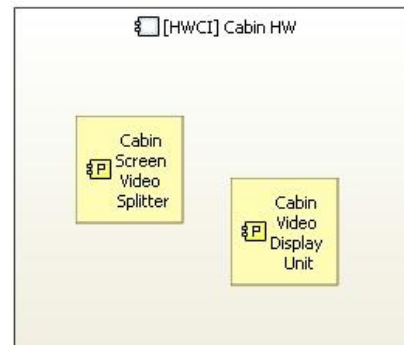 [HWCI] Cabin HW
Cabin
Screen
P
Video
Splitter
Cabin
Video
P
Display
Unit